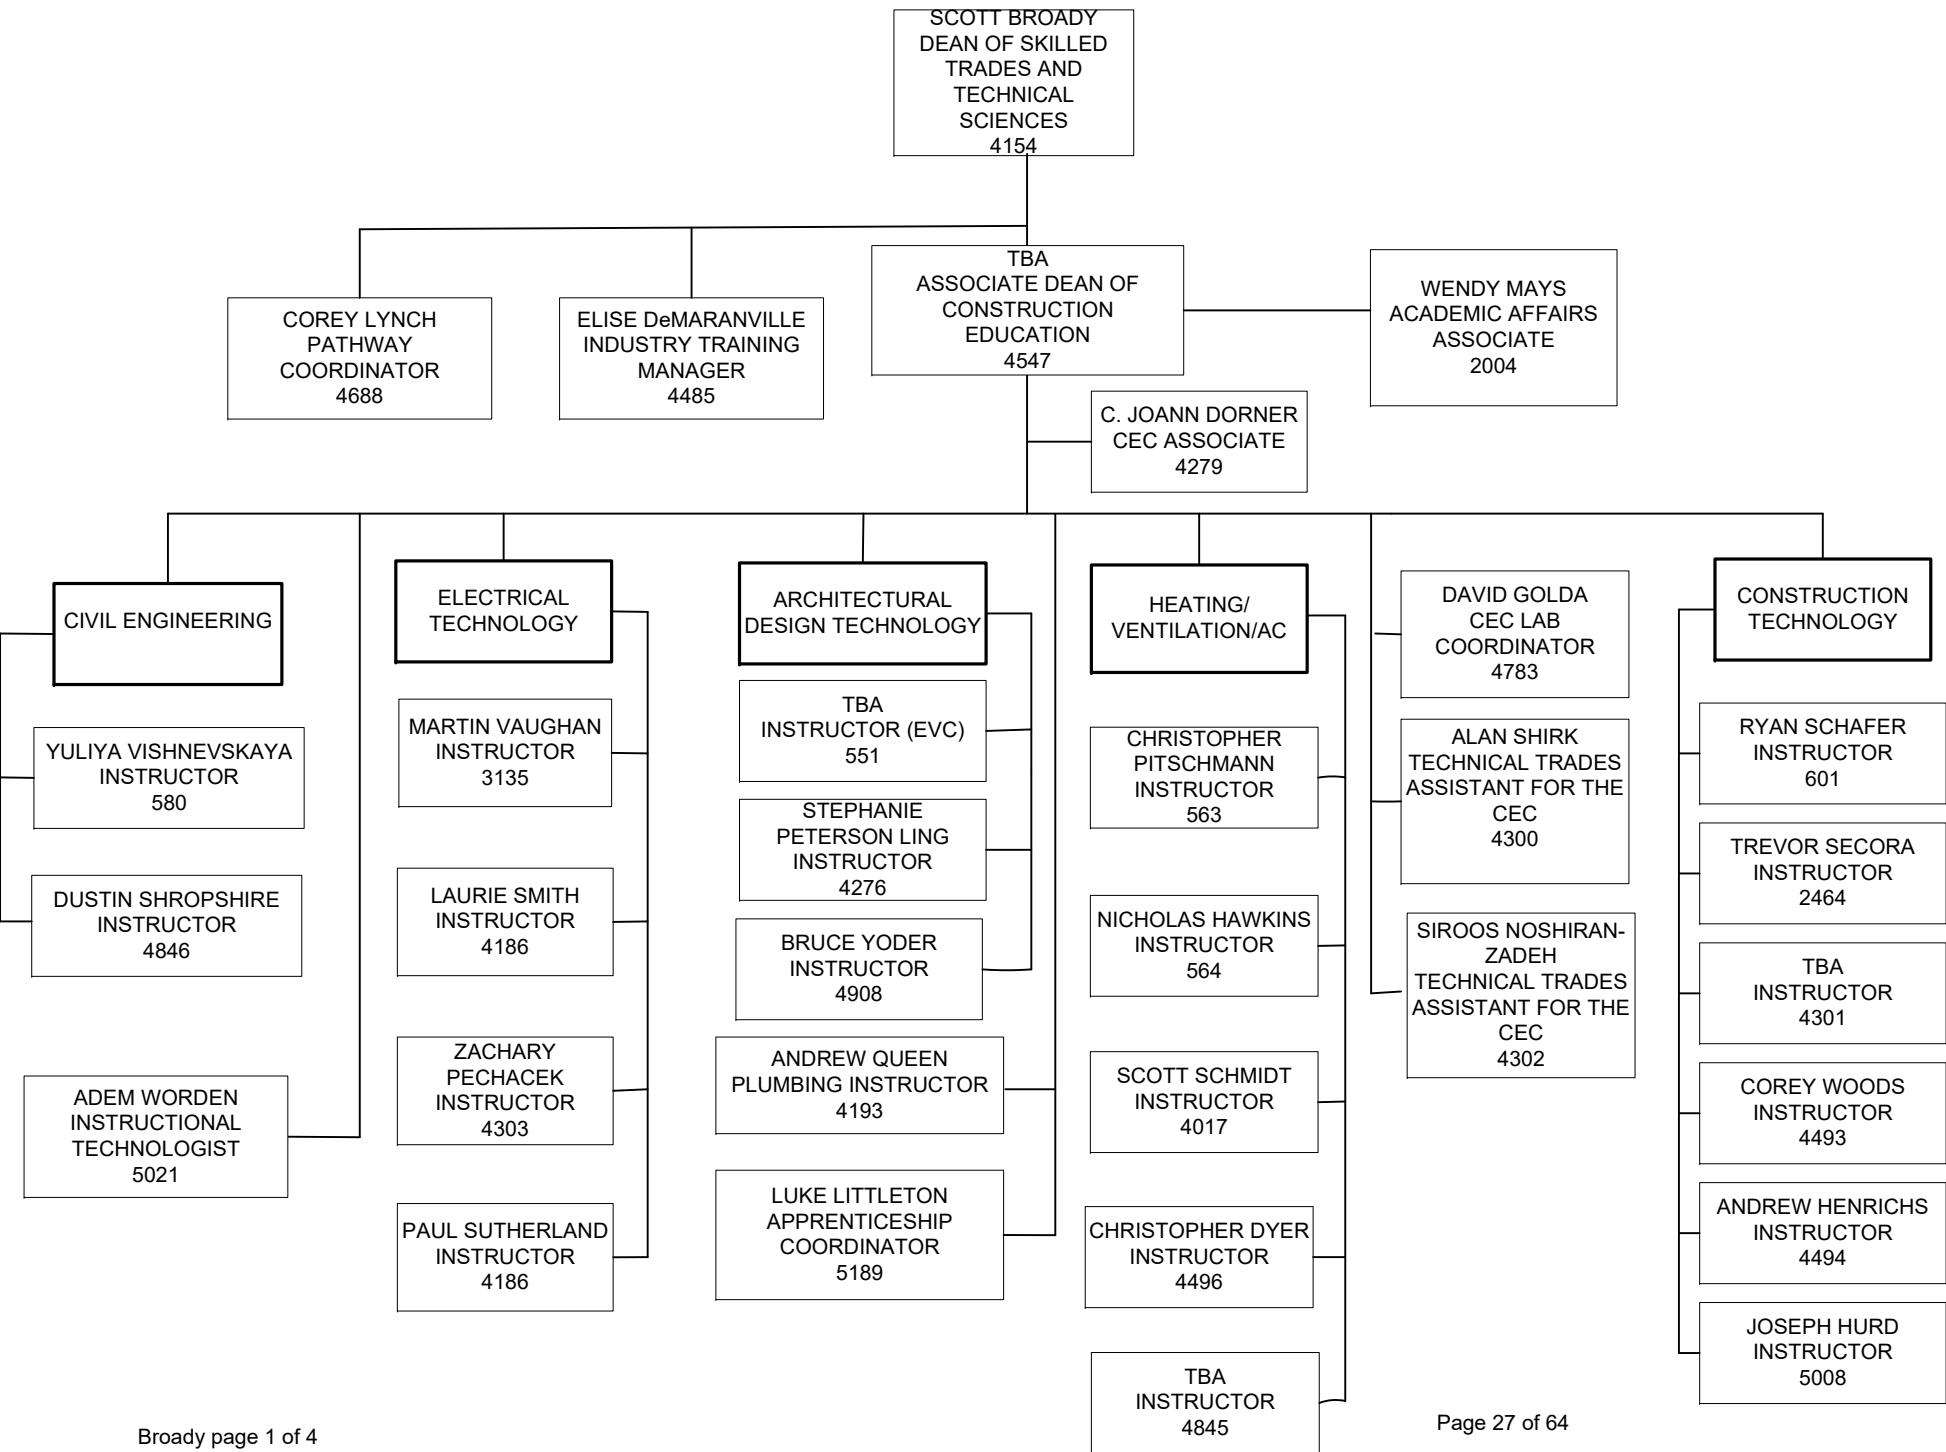 SCOTT BROADY
DEAN OF SKILLED
TRADES AND
TECHNICAL
SCIENCES
4154
COREY LYNCH
PATHWAY
COORDINATOR
4688
ELISE DeMARANVILLE
INDUSTRY TRAINING
MANAGER
4485
TBA
ASSOCIATE DEAN OF
CONSTRUCTION
EDUCATION
4547
WENDY MAYS
ACADEMIC AFFAIRS
ASSOCIATE
2004
C. JOANN DORNER
CEC ASSOCIATE
4279
CIVIL ENGINEERING
YULIYA VISHNEVSKAYA
INSTRUCTOR
580
DUSTIN SHROPSHIRE
INSTRUCTOR
4846
ADEM WORDEN
INSTRUCTIONAL
TECHNOLOGIST
5021
ELECTRICAL
TECHNOLOGY
MARTIN VAUGHAN
INSTRUCTOR
3135
LAURIE SMITH
INSTRUCTOR
4186
ZACHARY
PECHACEK
INSTRUCTOR
4303
PAUL SUTHERLAND
INSTRUCTOR
4186
ARCHITECTURAL
DESIGN TECHNOLOGY
TBA
INSTRUCTOR (EVC)
551
STEPHANIE
PETERSON LING
INSTRUCTOR
4276
BRUCE YODER
INSTRUCTOR
4908
ANDREW QUEEN
PLUMBING INSTRUCTOR
4193
LUKE LITTLETON
APPRENTICESHIP
COORDINATOR
5189
HEATING/
VENTILATION/AC
CHRISTOPHER
PITSCHMANN
INSTRUCTOR
563
NICHOLAS HAWKINS
INSTRUCTOR
564
SCOTT SCHMIDT
INSTRUCTOR
4017
CHRISTOPHER DYER
INSTRUCTOR
4496
TBA
INSTRUCTOR
4845
DAVID GOLDA
CEC LAB
COORDINATOR
4783
ALAN SHIRK
TECHNICAL TRADES
ASSISTANT FOR THE
CEC
4300
SIROOS NOSHIRAN-
ZADEH
TECHNICAL TRADES
ASSISTANT FOR THE
CEC
4302
CONSTRUCTION
TECHNOLOGY
RYAN SCHAFER
INSTRUCTOR
601
TREVOR SECORA
INSTRUCTOR
2464
TBA
INSTRUCTOR
4301
COREY WOODS
INSTRUCTOR
4493
ANDREW HENRICHS
INSTRUCTOR
4494
JOSEPH HURD
INSTRUCTOR
5008
Broady page 1 of 4
Page 27 of 64